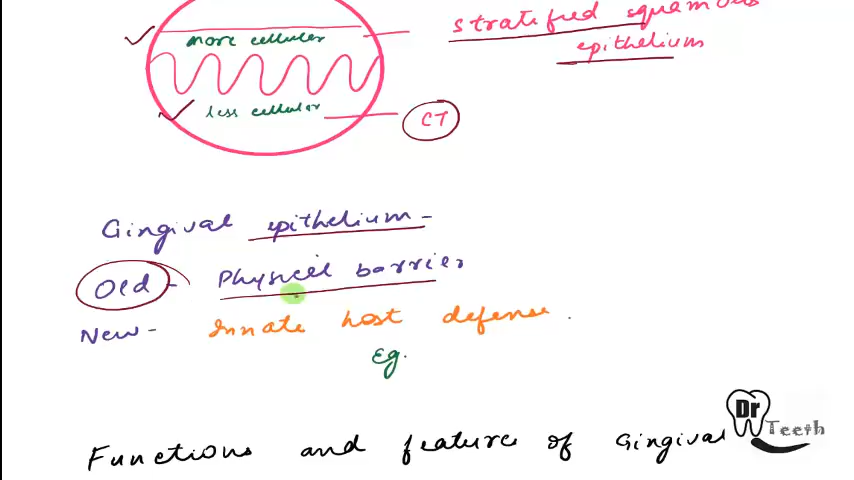 stratified squamous
more cellular
epithelium
less cellular
CT
Gingival epithelium -
Old - Physical barrier
New - Innate host defense.
Eg.
Functions and feature of Gingival
Dr
Teeth